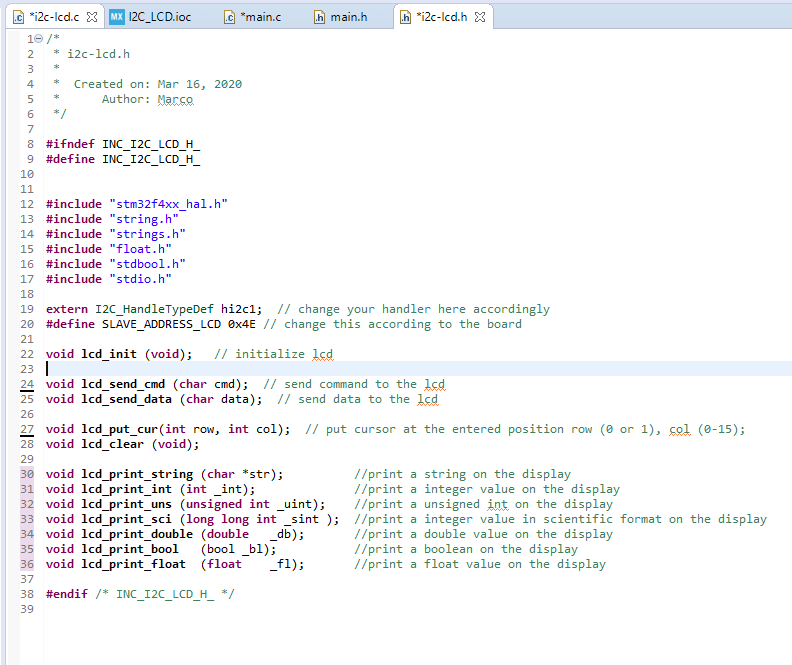 *i2c-lcd.c
MX I2C_LCD.ioc
*main.c
main.h
*i2c-lcd.h
1 /*
2  * i2c-lcd.h
3  *
4  *  Created on: Mar 16, 2020
5  *      Author: Marco
6  */
7
8 #ifndef INC_I2C_LCD_H_
9 #define INC_I2C_LCD_H_
10
11
12 #include "stm32f4xx_hal.h"
13 #include "string.h"
14 #include "strings.h"
15 #include "float.h"
16 #include "stdbool.h"
17 #include "stdio.h"
18
19 extern I2C_HandleTypeDef hi2c1;  // change your handler here accordingly
20 #define SLAVE_ADDRESS_LCD 0x4E // change this according to the board
21
22 void lcd_init (void);   // initialize lcd
23
24 void lcd_send_cmd (char cmd);  // send command to the lcd
25 void lcd_send_data (char data);  // send data to the lcd
26
27 void lcd_put_cur(int row, int col);  // put cursor at the entered position row (0 or 1), col (0-15);
28 void lcd_clear (void);
29
30 void lcd_print_string (char *str);          //print a string on the display
31 void lcd_print_int (int _int);              //print a integer value on the display
32 void lcd_print_uns (unsigned int _uint);    //print a unsigned int on the display
33 void lcd_print_sci (long long int _sint );  //print a integer value in scientific format on the display
34 void lcd_print_double (double   _db);       //print a double value on the display
35 void lcd_print_bool   (bool _bl);           //print a boolean on the display
36 void lcd_print_float  (float    _fl);       //print a float value on the display
37
38 #endif /* INC_I2C_LCD_H_ */
39